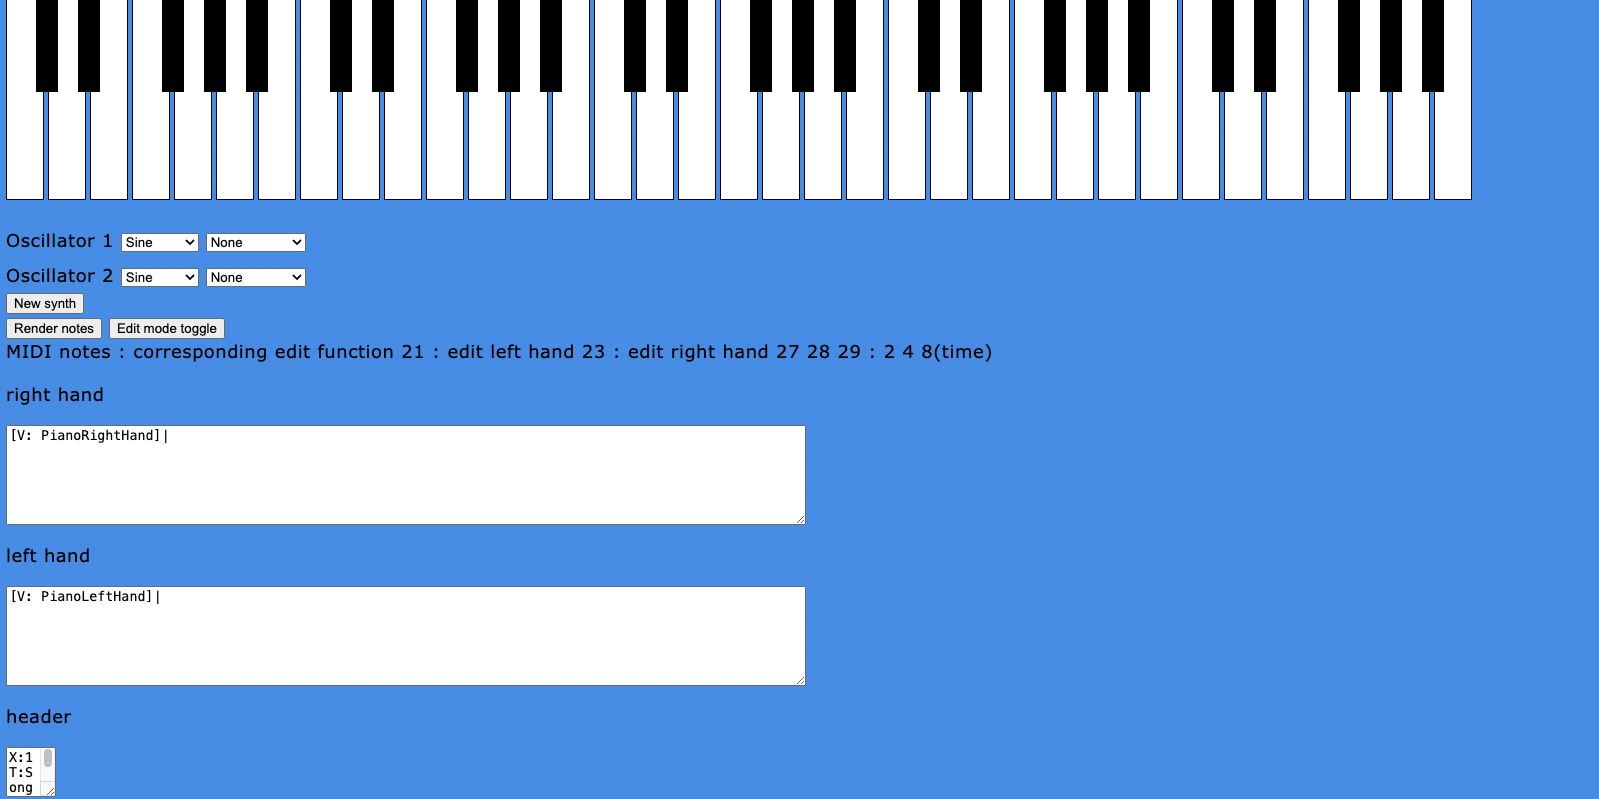 Oscillator 1 Sine None
Oscillator 2 Sine None
New synth
Render notes Edit mode toggle
MIDI notes : corresponding edit function 21 : edit left hand 23 : edit right hand 27 28 29 : 2 4 8(time)
right hand
[V: PianoRightHand]|
left hand
[V: PianoLeftHand]|
header
X:1
T:S
ong